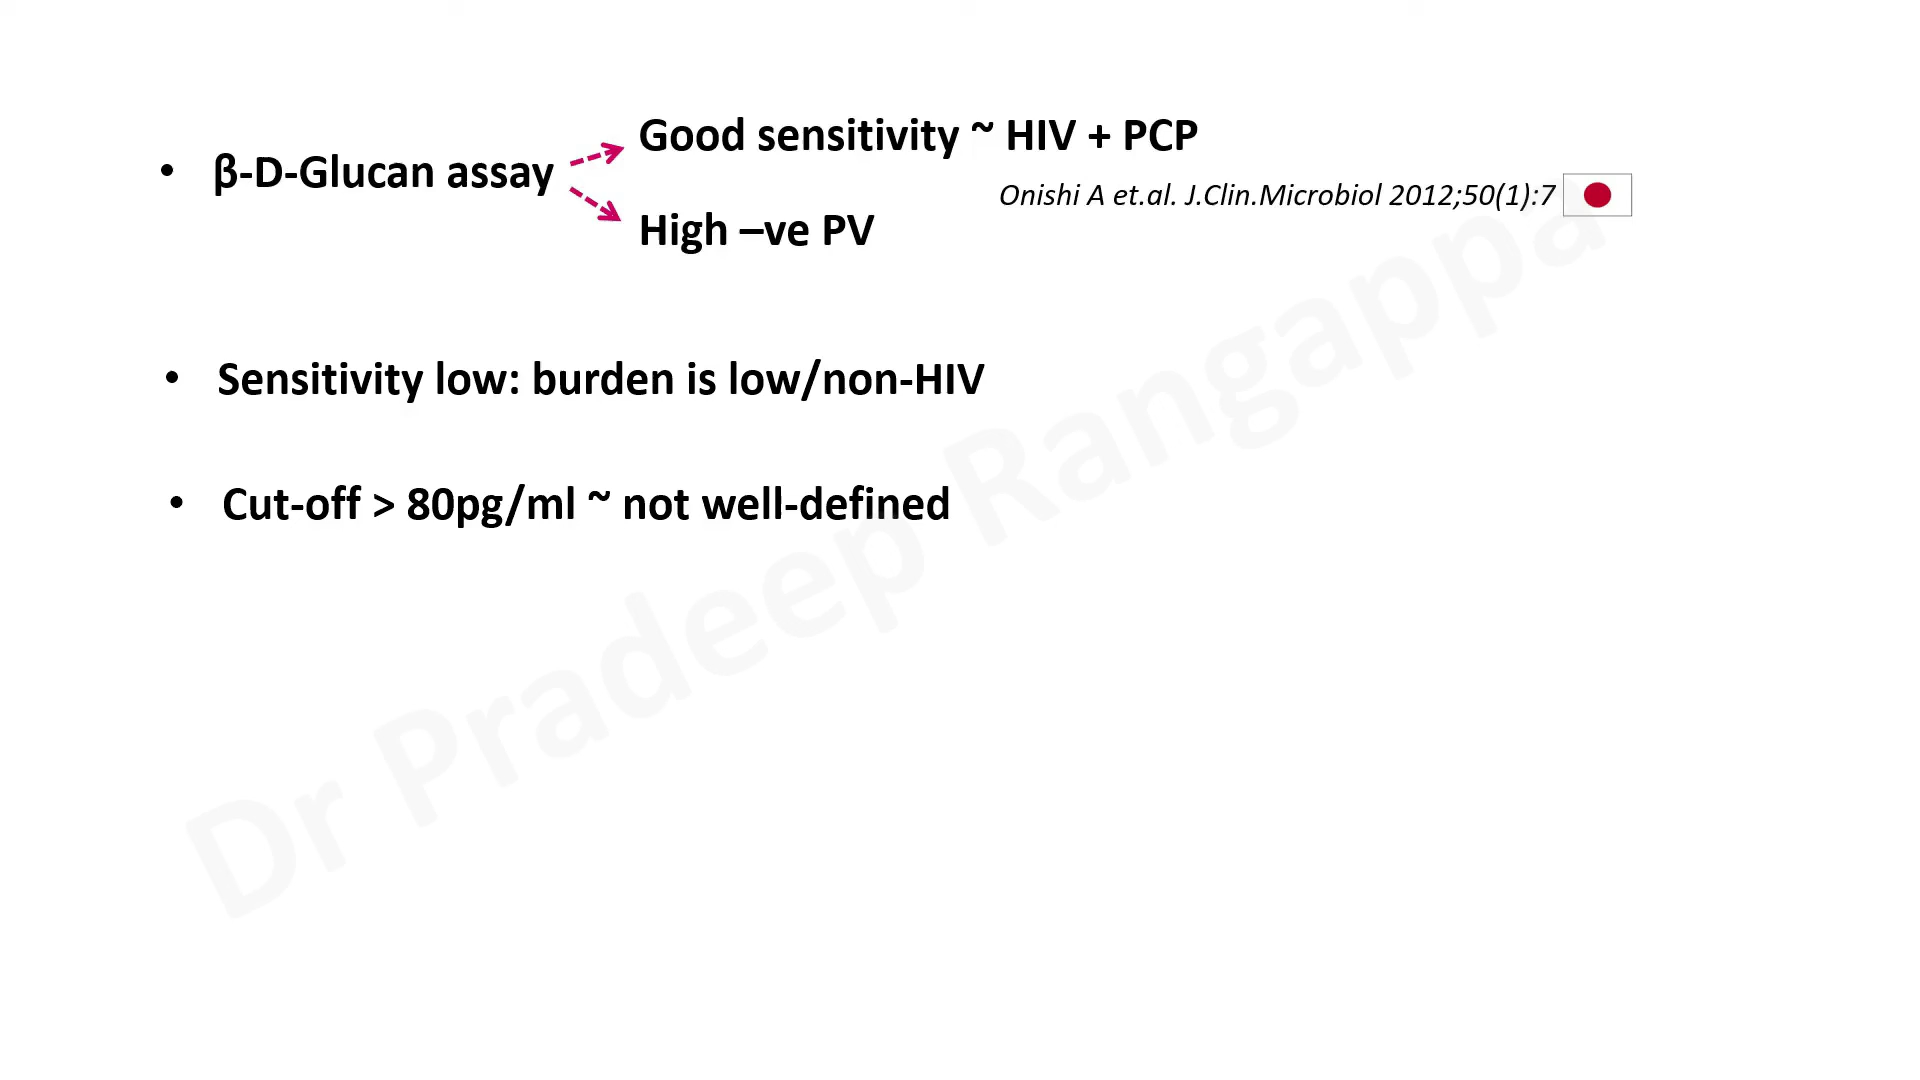 • β-D-Glucan assay
Good sensitivity ~ HIV + PCP
Onishi A et.al. J.Clin.Microbiol 2012;50(1):7
High –ve PV
• Sensitivity low: burden is low/non-HIV
• Cut-off > 80pg/ml ~ not well-defined
Dr Pradeep Rangappa